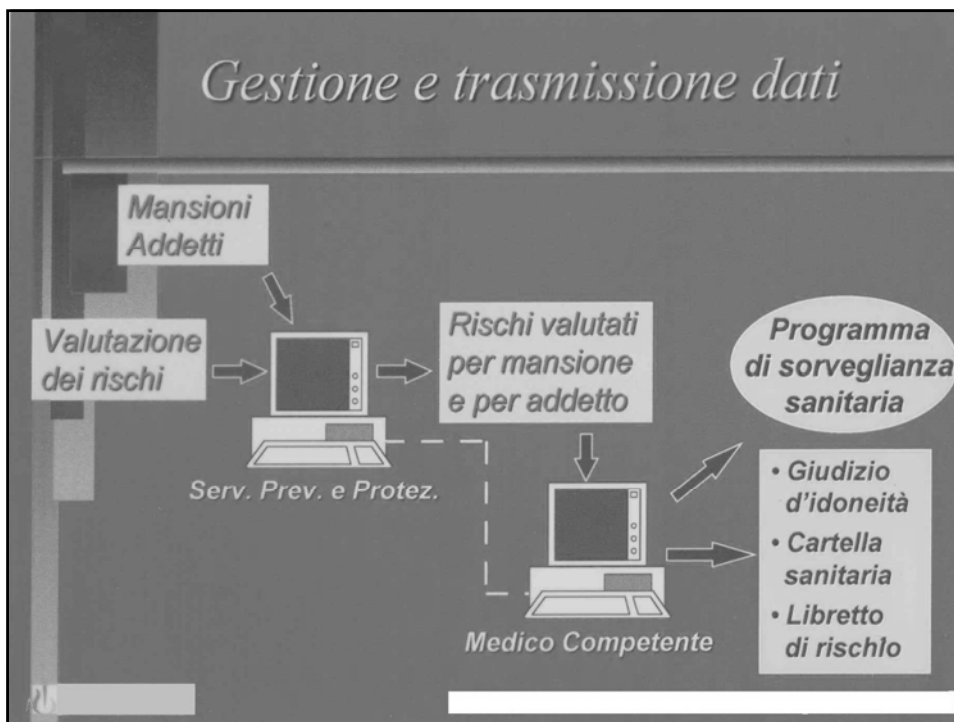 Gestione e trasmissione dati
Mansioni
Addetti
Valutazione
dei rischi
Rischi valutati
per mansione
e per addetto
Programma
di sorveglianza
sanitaria
Serv. Prev. e Protez.
• Giudizio
d'idoneità
• Cartella
sanitaria
• Libretto
di rischio
Medico Competente